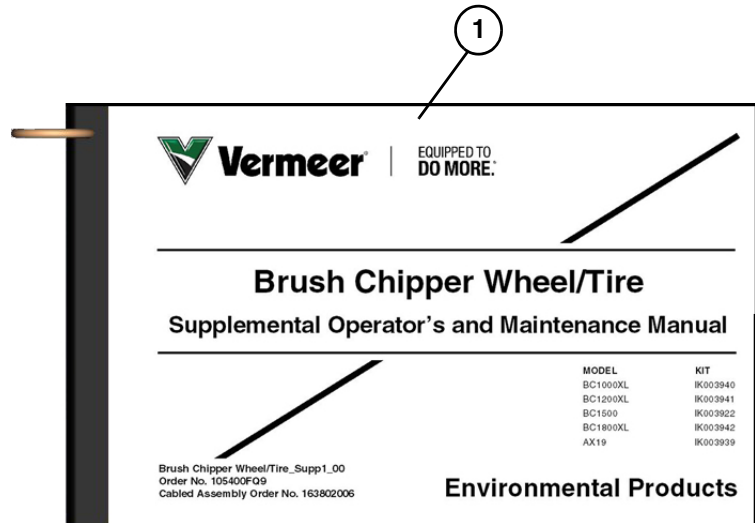 1
Vermeer®
EQUIPPED TO
DO MORE.®
Brush Chipper Wheel/Tire
Supplemental Operator's and Maintenance Manual
MODEL KIT
BC1000XL IK003940
BC1200XL IK003941
BC1500 IK003922
BC1800XL IK003942
AX19 IK003939
Brush Chipper Wheel/Tire_Supp1_00
Order No. 105400FQ9
Cabled Assembly Order No. 163802006
Environmental Products